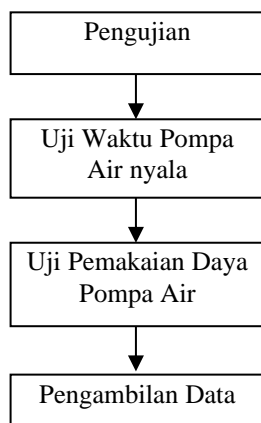 Pengujian
Uji Waktu Pompa
Air nyala
Uji Pemakaian Daya
Pompa Air
Pengambilan Data